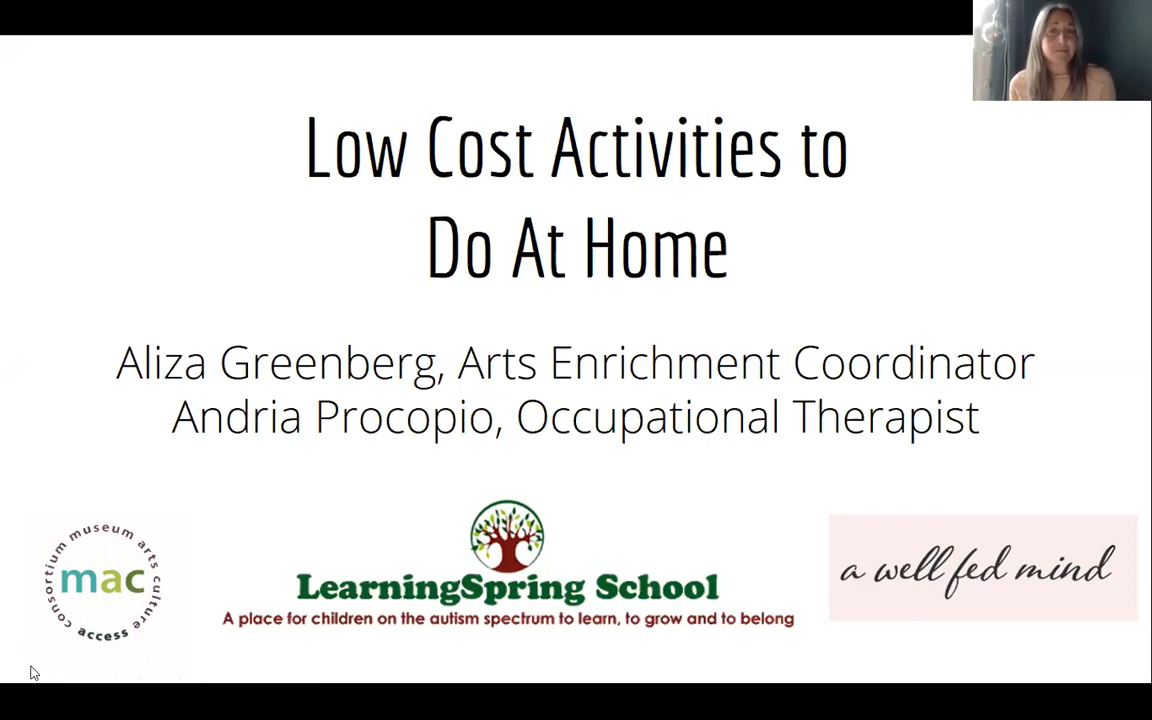 Low Cost Activities to
Do At Home
Aliza Greenberg, Arts Enrichment Coordinator
Andria Procopio, Occupational Therapist
museum arts culture access consortium
mac
LearningSpring School
A place for children on the autism spectrum to learn, to grow and to belong
a well fed mind